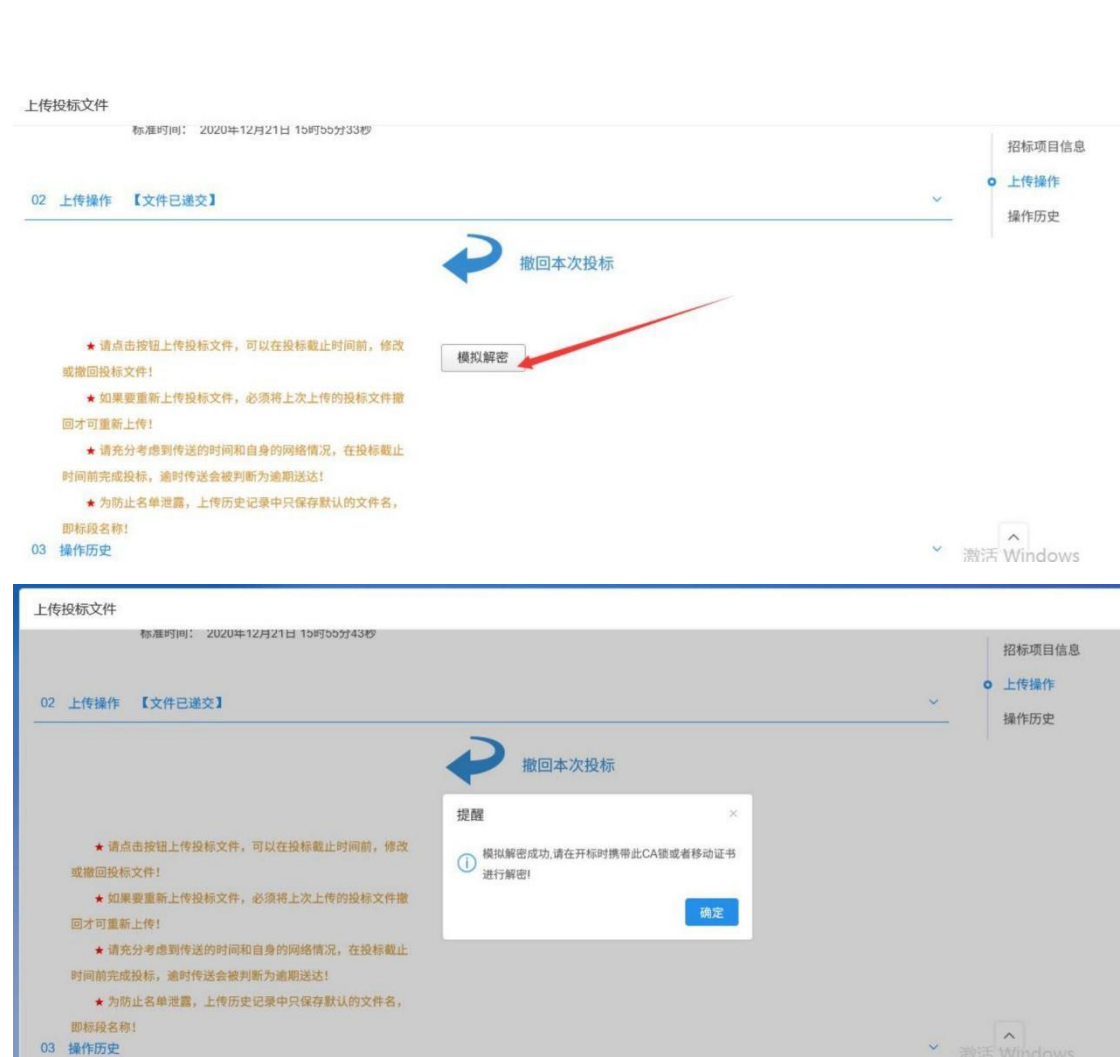 上传投标文件
标准时间： 2020年12月21日 15时55分33秒
招标项目信息
02 上传操作 【文件已递交】
上传操作
操作历史
撤回本次投标
★ 请点击按钮上传投标文件，可以在投标截止时间前，修改
或撤回投标文件！
模拟解密
★ 如果要重新上传投标文件，必须将上次上传的投标文件撤
回才可重新上传！
★ 请充分考虑到传送的时间和自身的网络情况，在投标截止
时间前完成投标，逾时传送会被判断为逾期送达！
★ 为防止名单泄露，上传历史记录中只保存默认的文件名，
即标段名称！
03 操作历史
激活 Windows
上传投标文件
标准时间： 2020年12月21日 15时55分43秒
招标项目信息
02 上传操作 【文件已递交】
上传操作
操作历史
撤回本次投标
提醒
模拟解密成功,请在开标时携带此CA锁或者移动证书
进行解密!
确定
★ 请点击按钮上传投标文件，可以在投标截止时间前，修改
或撤回投标文件！
★ 如果要重新上传投标文件，必须将上次上传的投标文件撤
回才可重新上传！
★ 请充分考虑到传送的时间和自身的网络情况，在投标截止
时间前完成投标，逾时传送会被判断为逾期送达！
★ 为防止名单泄露，上传历史记录中只保存默认的文件名，
即标段名称！
03 操作历史
激活 Windows